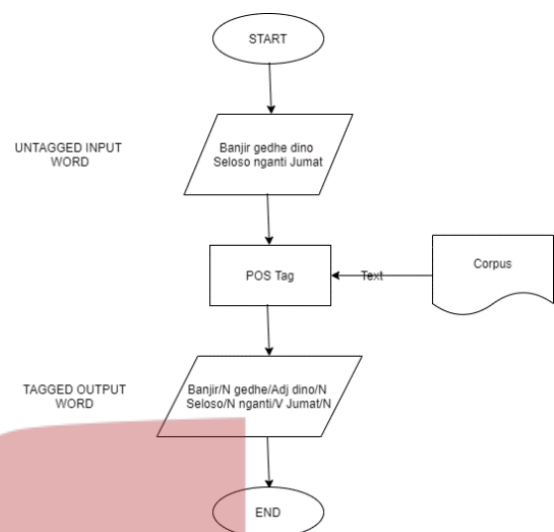 START
UNTAGGED INPUT
WORD
Banjir gedhe dino
Seloso nganti Jumat
POS Tag
Text
Corpus
TAGGED OUTPUT
WORD
Banjir/N gedhe/Adj dino/N
Seloso/N nganti/V Jumat/N
END